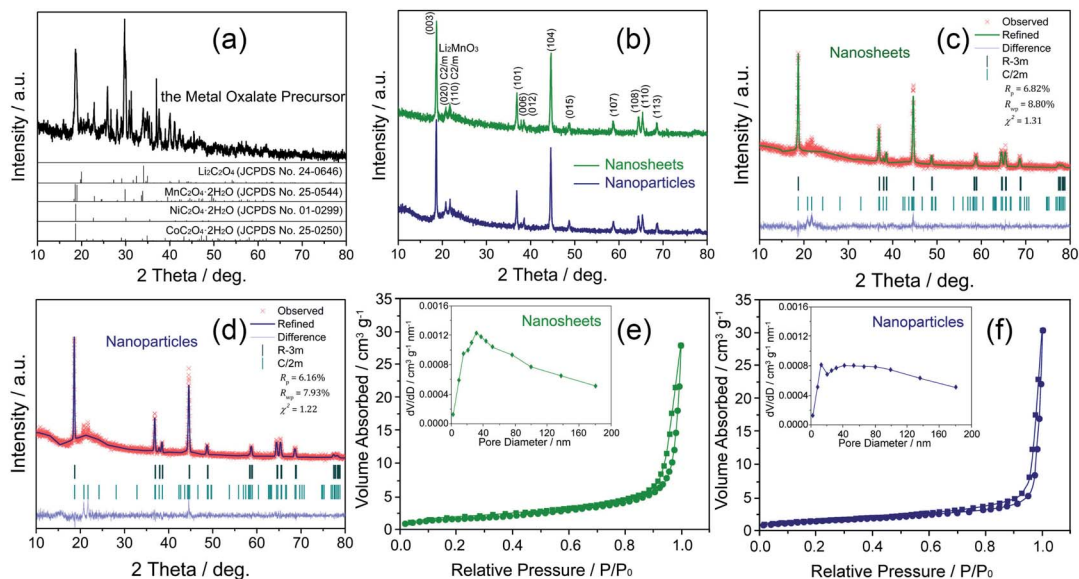 (a)
Intensity / a.u.
the Metal Oxalate Precursor
Li₂C₂O₄ (JCPDS No. 24-0646)
MnC₂O₄·2H₂O (JCPDS No. 25-0544)
NiC₂O₄·2H₂O (JCPDS No. 01-0299)
CoC₂O₄·2H₂O (JCPDS No. 25-0250)
10 20 30 40 50 60 70 80
2 Theta / deg.
(b)
Intensity / a.u.
(003)
Li₂MnO₃
(020) C2/m
(110) C2/m
(101)
(006)
(012)
(104)
(015)
(107)
(108)
(110)
(113)
Nanosheets
Nanoparticles
10 20 30 40 50 60 70 80
2 Theta / deg.
(c)
Intensity / a.u.
Nanosheets
Observed
Refined
Difference
R-3m
C/2m
Rp = 6.82%
Rwp = 8.80%
χ² = 1.31
10 20 30 40 50 60 70 80
2 Theta / deg.
(d)
Intensity / a.u.
Nanoparticles
Observed
Refined
Difference
R-3m
C/2m
Rp = 6.16%
Rwp = 7.93%
χ² = 1.22
10 20 30 40 50 60 70 80
2 Theta / deg.
(e)
Volume Absorbed / cm³ g⁻¹
35
30
25
20
15
10
5
0
dV/dD / cm³ g⁻¹ nm⁻¹
0.0016
0.0012
0.0008
0.0004
0.0000
Nanosheets
0 40 80 120 160 200
Pore Diameter / nm
0.0 0.2 0.4 0.6 0.8 1.0
Relative Pressure / P/P₀
(f)
Volume Absorbed / cm³ g⁻¹
35
30
25
20
15
10
5
0
dV/dD / cm³ g⁻¹ nm⁻¹
0.0016
0.0012
0.0008
0.0004
0.0000
Nanoparticles
0 40 80 120 160 200
Pore Diameter / nm
0.0 0.2 0.4 0.6 0.8 1.0
Relative Pressure / P/P₀